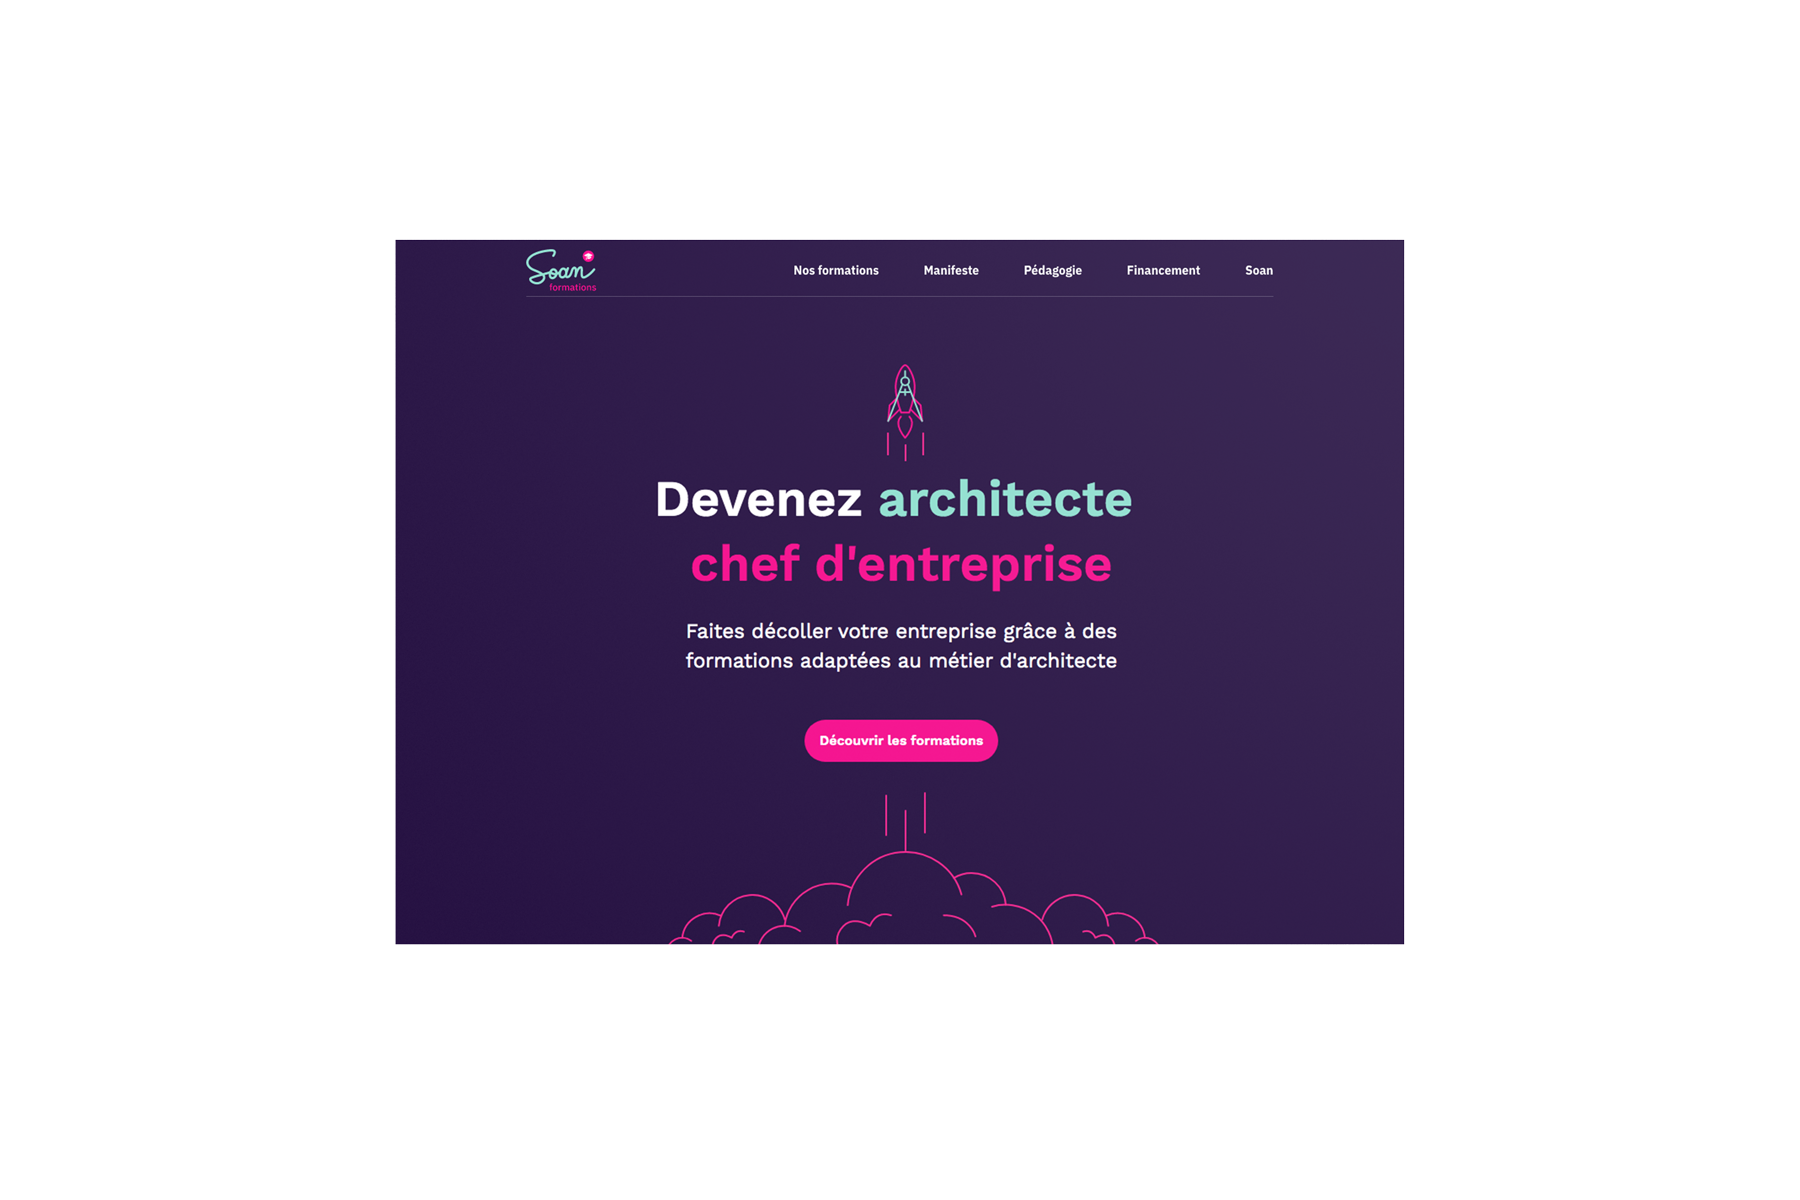 Soan
formations
Nos formations
Manifeste
Pédagogie
Financement
Soan
Devenez architecte
chef d'entreprise
Faites décoller votre entreprise grâce à des
formations adaptées au métier d'architecte
Découvrir les formations